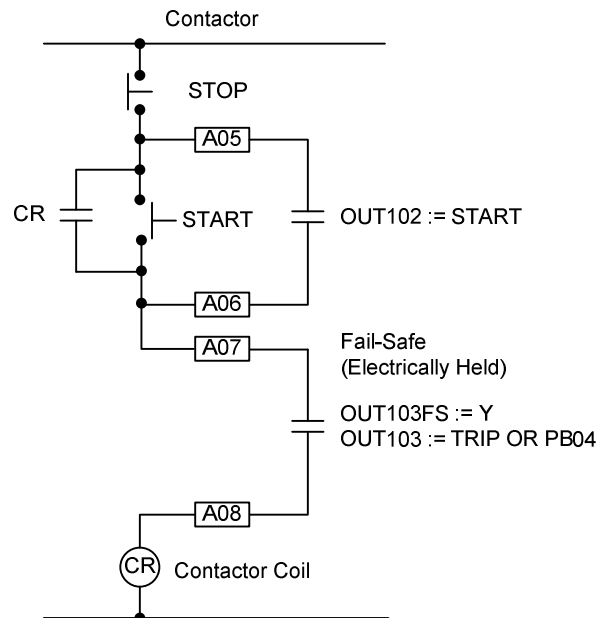 Contactor
STOP
A05
CR
START
OUT102 := START
A06
A07
Fail-Safe
(Electrically Held)
OUT103FS := Y
OUT103 := TRIP OR PB04
A08
CR
Contactor Coil